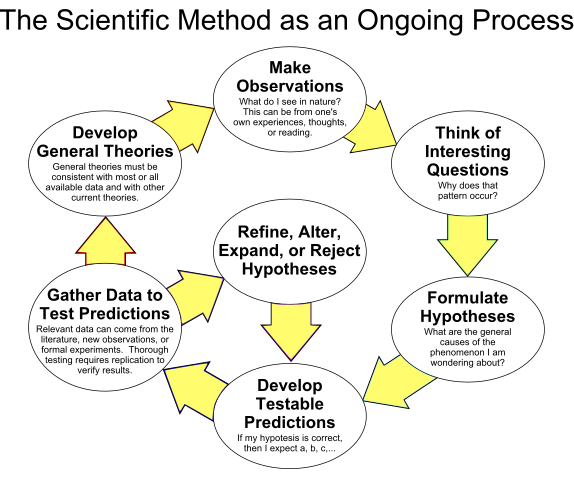 The Scientific Method as an Ongoing Process
Make
Observations
What do I see in nature?
This can be from one's
own experiences, thoughts,
or reading.
Think of
Interesting
Questions
Why does that
pattern occur?
Formulate
Hypotheses
What are the general
causes of the
phenomenon I am
wondering about?
Develop
Testable
Predictions
If my hypotesis is correct,
then I expect a, b, c,...
Gather Data to
Test Predictions
Relevant data can come from the
literature, new observations, or
formal experiments. Thorough
testing requires replication to
verify results.
Refine, Alter,
Expand, or Reject
Hypotheses
Develop
General Theories
General theories must be
consistent with most or all
available data and with other
current theories.